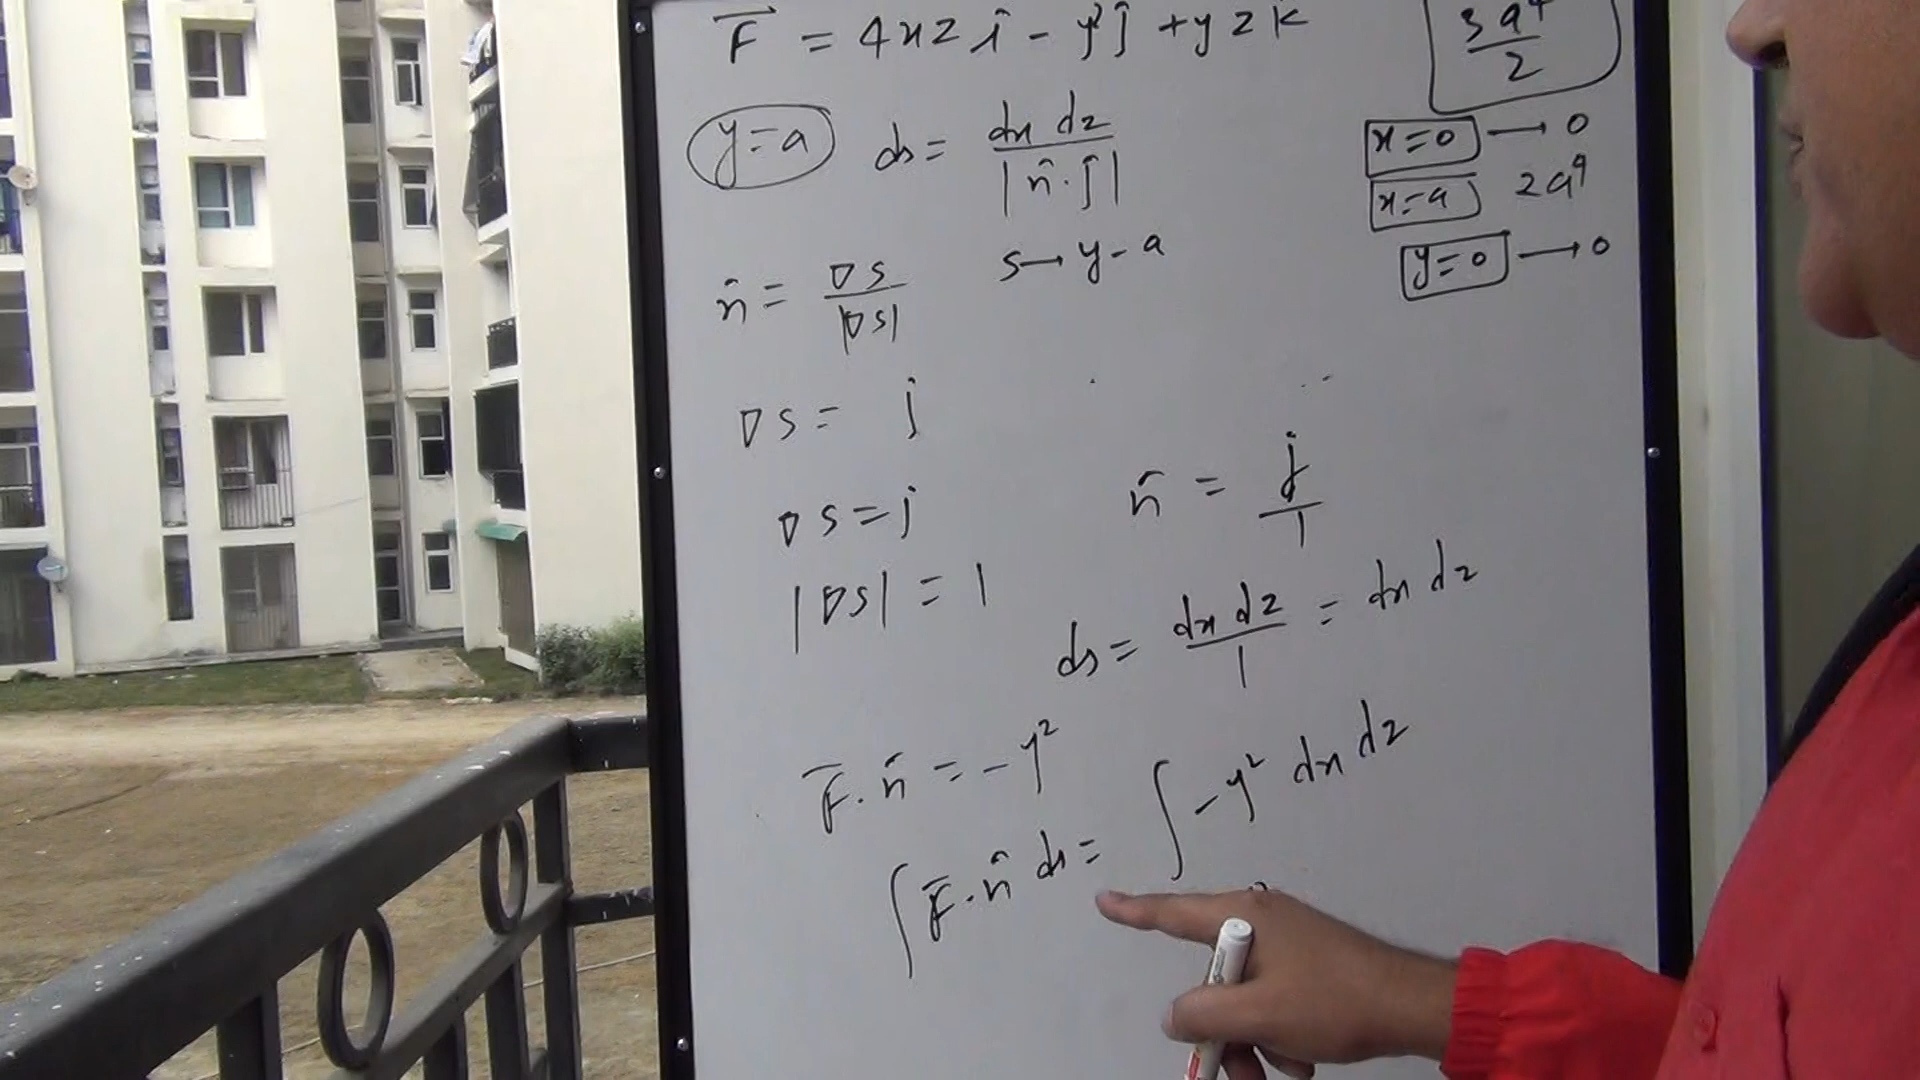 F̅ = 4xz î - y²ĵ + yz k̂
3a⁴/2
y = a
ds = dx dz / |n̂·ĵ|
x=0 → 0
x=a 2a⁴
y=0 → 0
n̂ = ∇s / |∇s|
s → y - a
∇s = j
∇s = j
n̂ = j / 1
|∇s| = 1
ds = dx dz / 1 = dx dz
F̅·n̂ = -y²
∫ F̅·n̂ ds = ∫ -y² dx dz